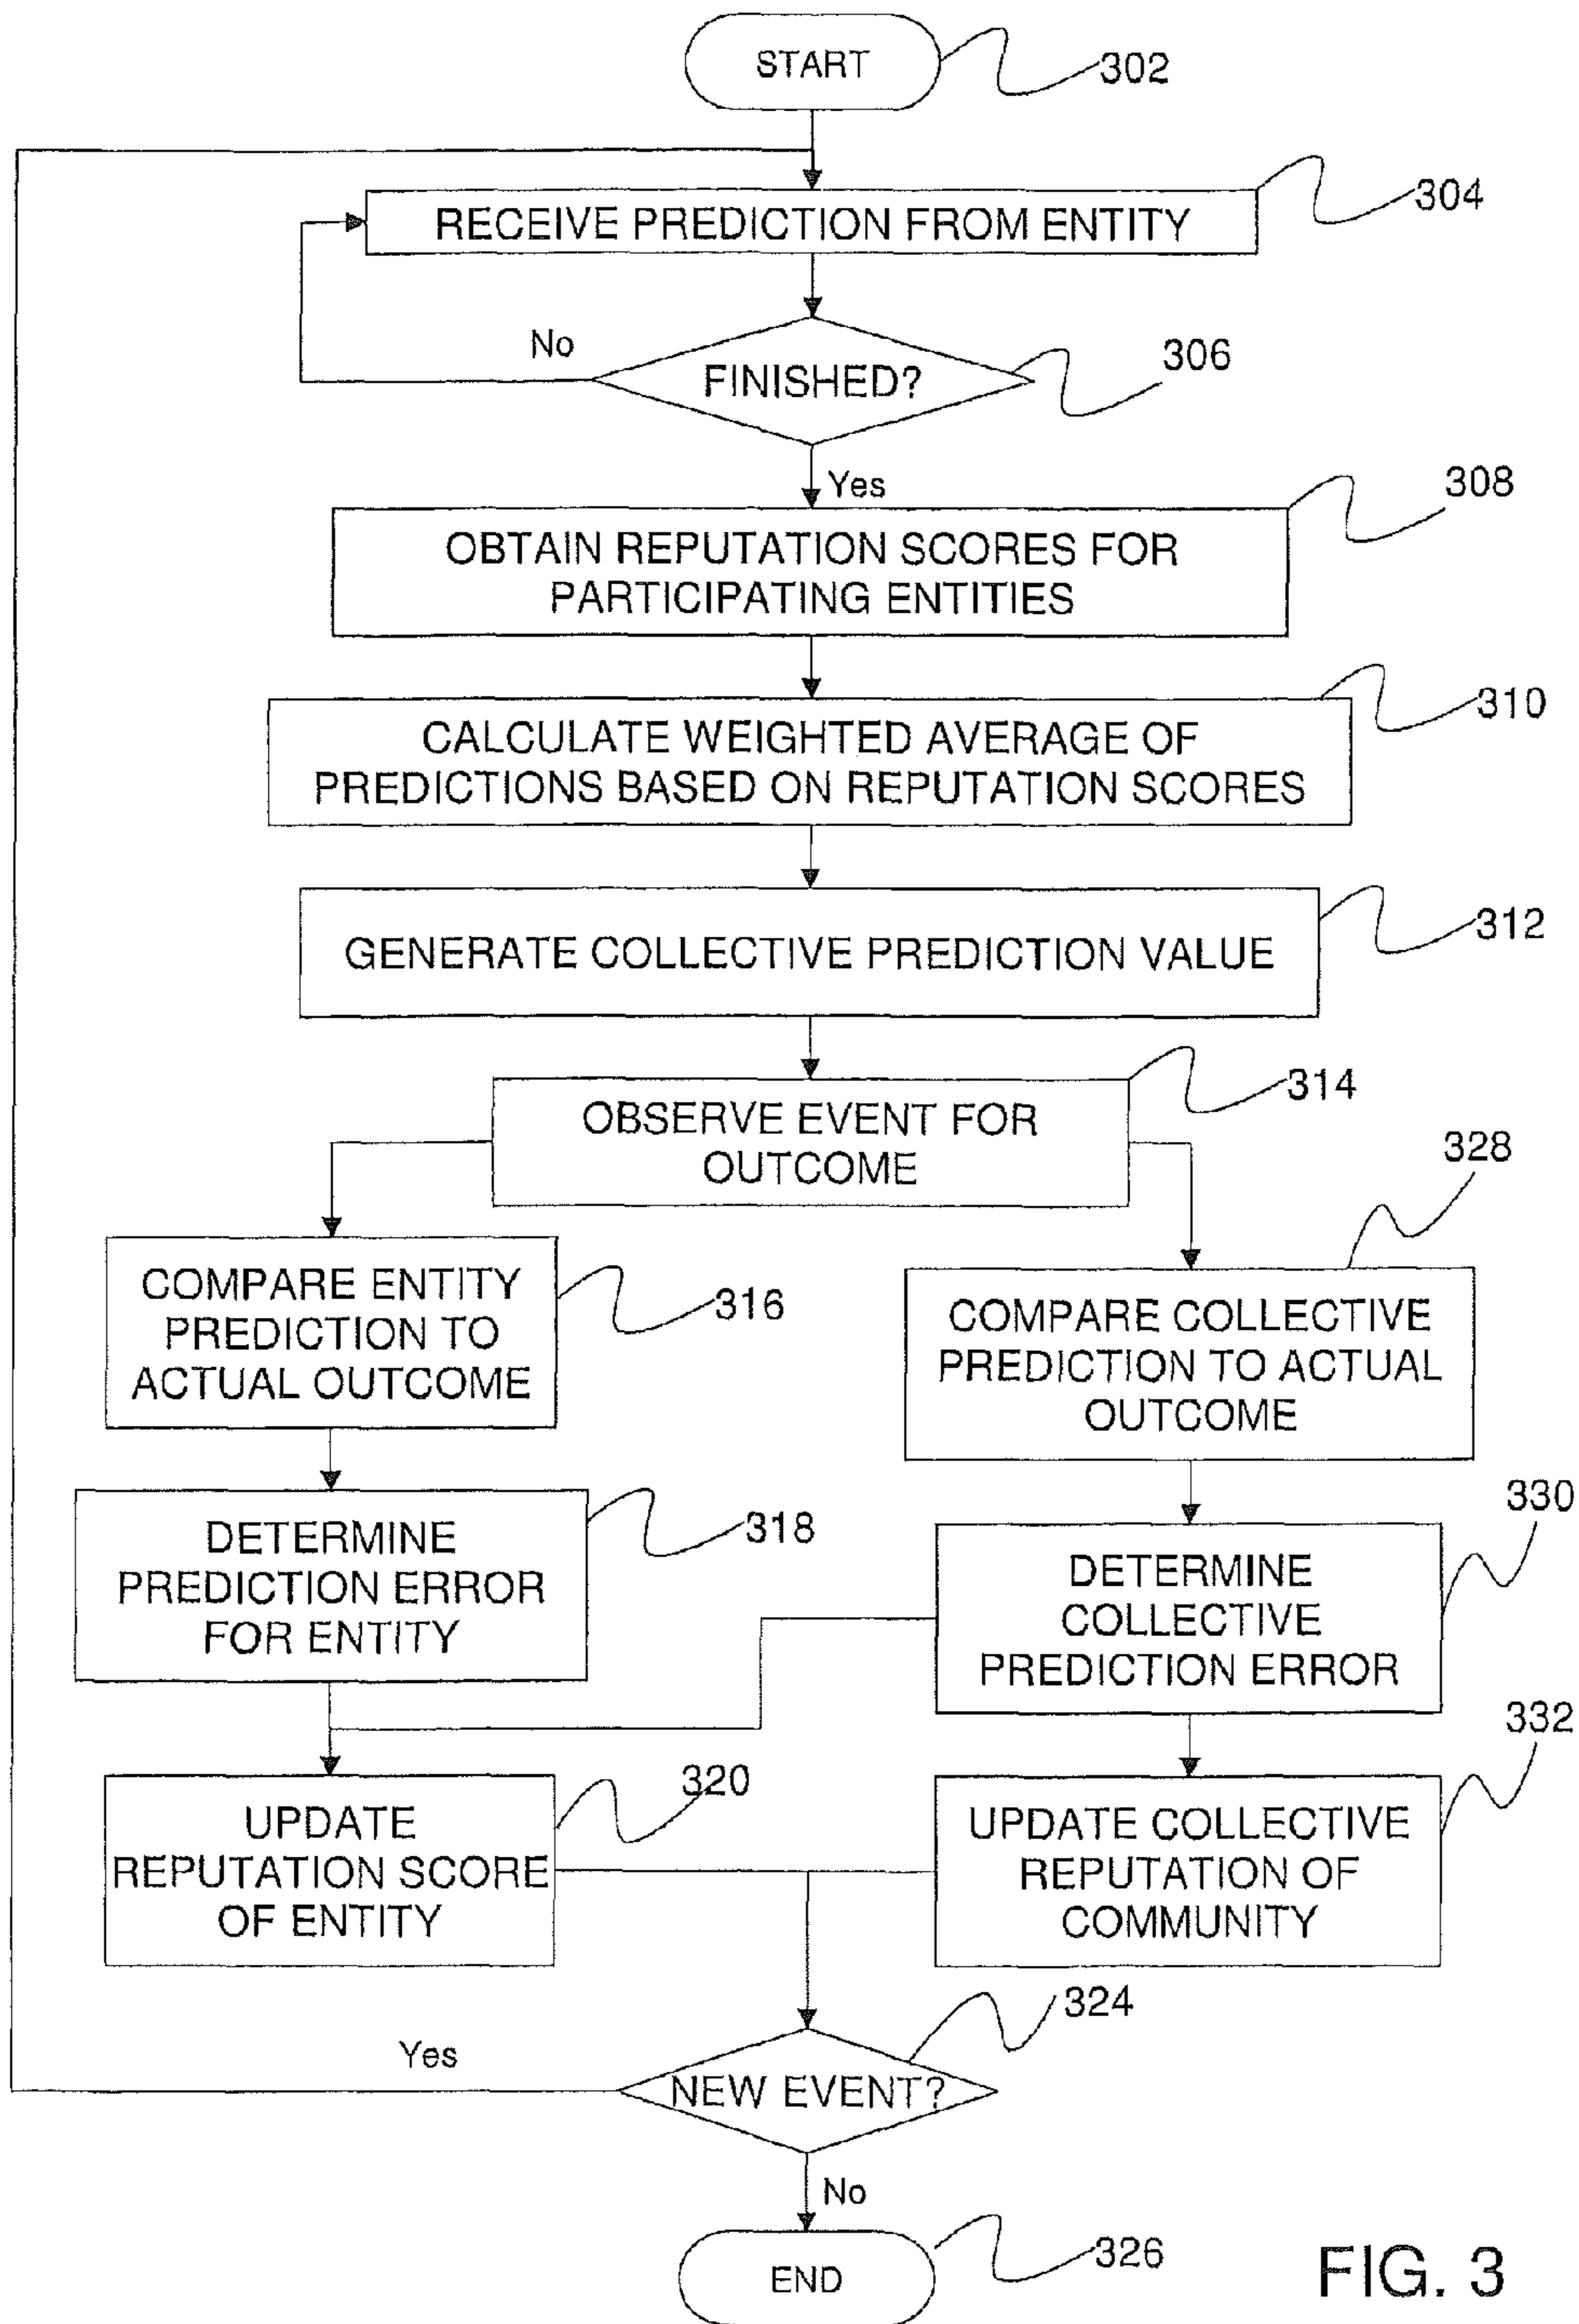 START
302
RECEIVE PREDICTION FROM ENTITY
304
No
FINISHED?
306
Yes
308
OBTAIN REPUTATION SCORES FOR
PARTICIPATING ENTITIES
310
CALCULATE WEIGHTED AVERAGE OF
PREDICTIONS BASED ON REPUTATION SCORES
GENERATE COLLECTIVE PREDICTION VALUE
312
OBSERVE EVENT FOR
OUTCOME
314
COMPARE ENTITY
PREDICTION TO
ACTUAL OUTCOME
316
328
COMPARE COLLECTIVE
PREDICTION TO ACTUAL
OUTCOME
DETERMINE
PREDICTION ERROR
FOR ENTITY
318
330
DETERMINE
COLLECTIVE
PREDICTION ERROR
UPDATE
REPUTATION SCORE
OF ENTITY
320
332
UPDATE COLLECTIVE
REPUTATION OF
COMMUNITY
324
Yes
NEW EVENT?
No
END
326
FIG. 3